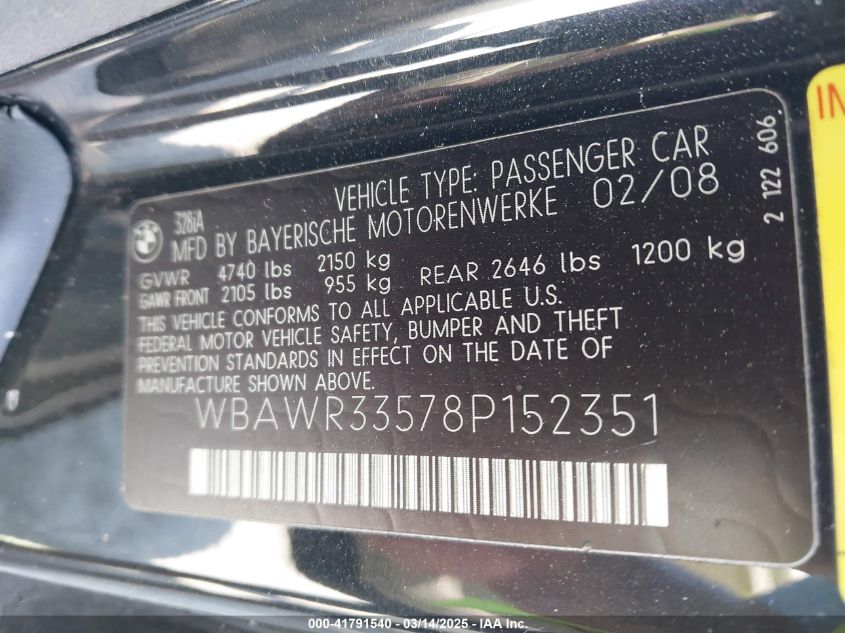 328iA
VEHICLE TYPE: PASSENGER CAR
MFD BY BAYERISCHE MOTORENWERKE 02/08
GVWR 4740 lbs 2150 kg
GAWR FRONT 2105 lbs 955 kg REAR 2646 lbs 1200 kg
THIS VEHICLE CONFORMS TO ALL APPLICABLE U.S.
FEDERAL MOTOR VEHICLE SAFETY, BUMPER AND THEFT
PREVENTION STANDARDS IN EFFECT ON THE DATE OF
MANUFACTURE SHOWN ABOVE.
WBAWR33578P152351
2 122 606
000-41791540 - 03/14/2025 - IAA Inc.